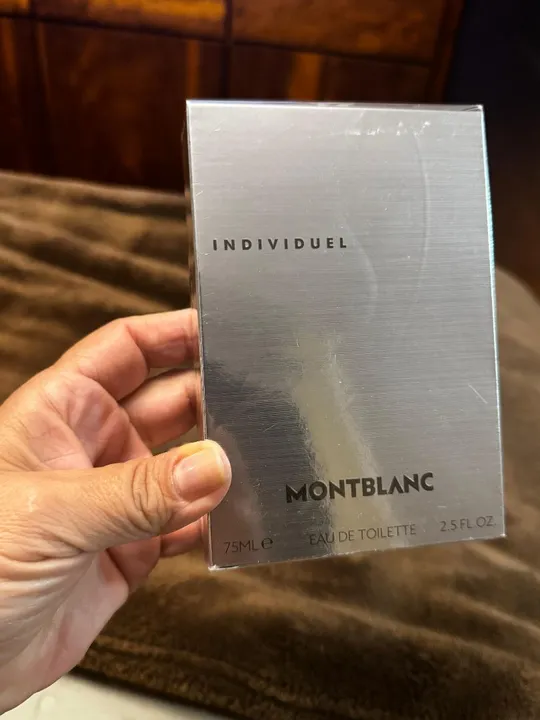 INDIVIDUEL
MONTBLANC
75ML e EAU DE TOILETTE 2.5 FL OZ